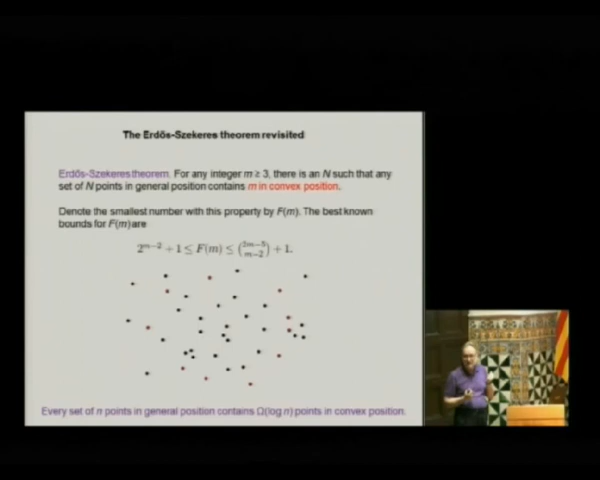 The Erdős-Szekeres theorem revisited
Erdős-Szekeres theorem. For any integer m ≥ 3, there is an N such that any
set of N points in general position contains m in convex position.
Denote the smallest number with this property by F(m). The best known
bounds for F(m) are
2^{m-2} + 1 ≤ F(m) ≤ \binom{2m-5}{m-2} + 1.
Every set of n points in general position contains Ω(log n) points in convex position.